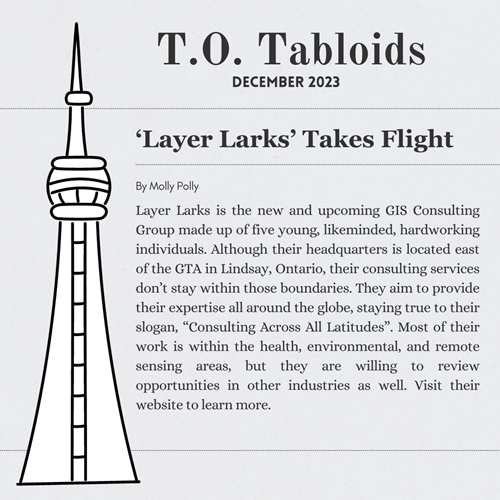 T.O. Tabloids
DECEMBER 2023
‘Layer Larks’ Takes Flight
By Molly Polly
Layer Larks is the new and upcoming GIS Consulting
Group made up of five young, likeminded, hardworking
individuals. Although their headquarters is located east
of the GTA in Lindsay, Ontario, their consulting services
don’t stay within those boundaries. They aim to provide
their expertise all around the globe, staying true to their
slogan, “Consulting Across All Latitudes”. Most of their
work is within the health, environmental, and remote
sensing areas, but they are willing to review
opportunities in other industries as well. Visit their
website to learn more.